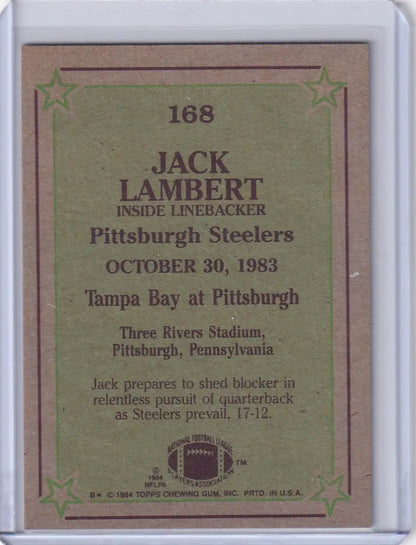 168
JACK
LAMBERT
INSIDE LINEBACKER
Pittsburgh Steelers
OCTOBER 30, 1983
Tampa Bay at Pittsburgh
Three Rivers Stadium,
Pittsburgh, Pennsylvania
Jack prepares to shed blocker in
relentless pursuit of quarterback
as Steelers prevail, 17-12.
NATIONAL FOOTBALL LEAGUE
PLAYERS ASSOCIATION
TM
©
1984
NFLPA
B* © 1984 TOPPS CHEWING GUM, INC. PRTD. IN U.S.A.